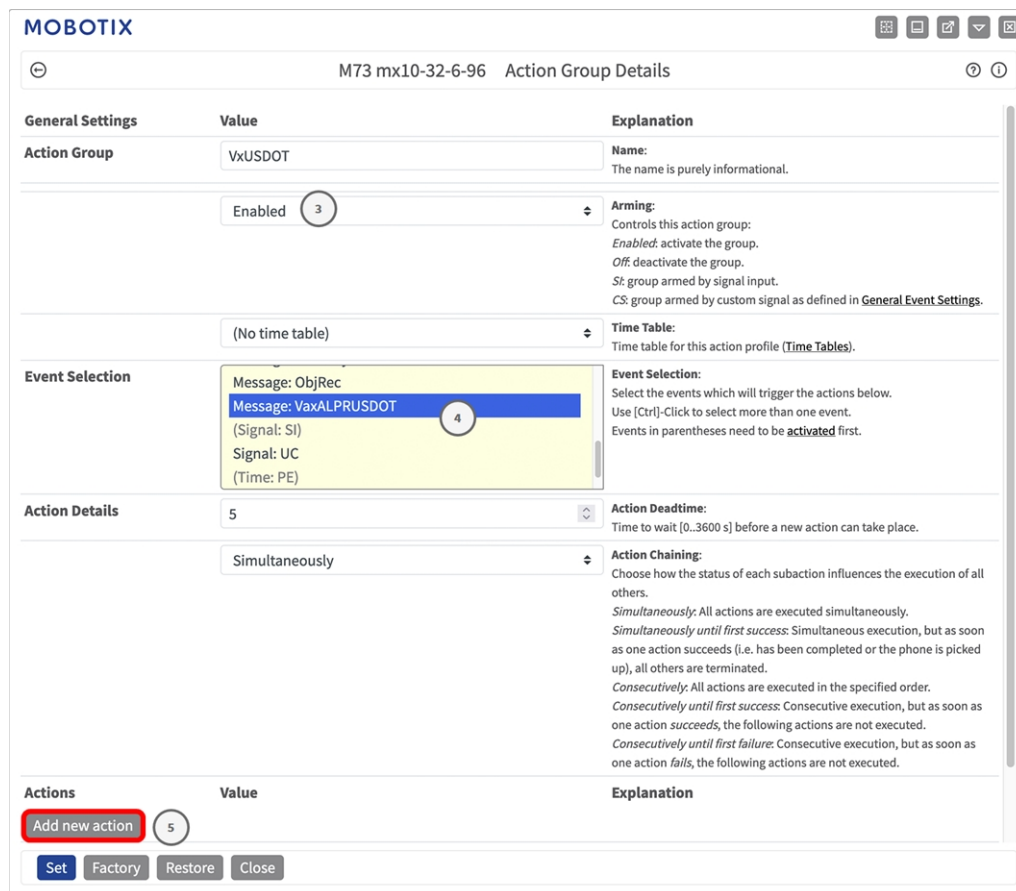 MOBOTIX
M73 mx10-32-6-96 Action Group Details
General Settings Value Explanation
Action Group
VxUSDOT
Name:
The name is purely informational.
Enabled
3
Arming:
Controls this action group:
Enabled: activate the group.
Off: deactivate the group.
SI: group armed by signal input.
CS: group armed by custom signal as defined in General Event Settings.
(No time table)
Time Table:
Time table for this action profile (Time Tables).
Event Selection
Message: ObjRec
Message: VaxALPRUSDOT
4
(Signal: SI)
Signal: UC
(Time: PE)
Event Selection:
Select the events which will trigger the actions below.
Use [Ctrl]-Click to select more than one event.
Events in parentheses need to be activated first.
Action Details
5
Action Deadtime:
Time to wait [0..3600 s] before a new action can take place.
Simultaneously
Action Chaining:
Choose how the status of each subaction influences the execution of all
others.
Simultaneously: All actions are executed simultaneously.
Simultaneously until first success: Simultaneous execution, but as soon
as one action succeeds (i.e. has been completed or the phone is picked
up), all others are terminated.
Consecutively: All actions are executed in the specified order.
Consecutively until first success: Consecutive execution, but as soon as
one action succeeds, the following actions are not executed.
Consecutively until first failure: Consecutive execution, but as soon as
one action fails, the following actions are not executed.
Actions Value Explanation
Add new action
5
Set Factory Restore Close